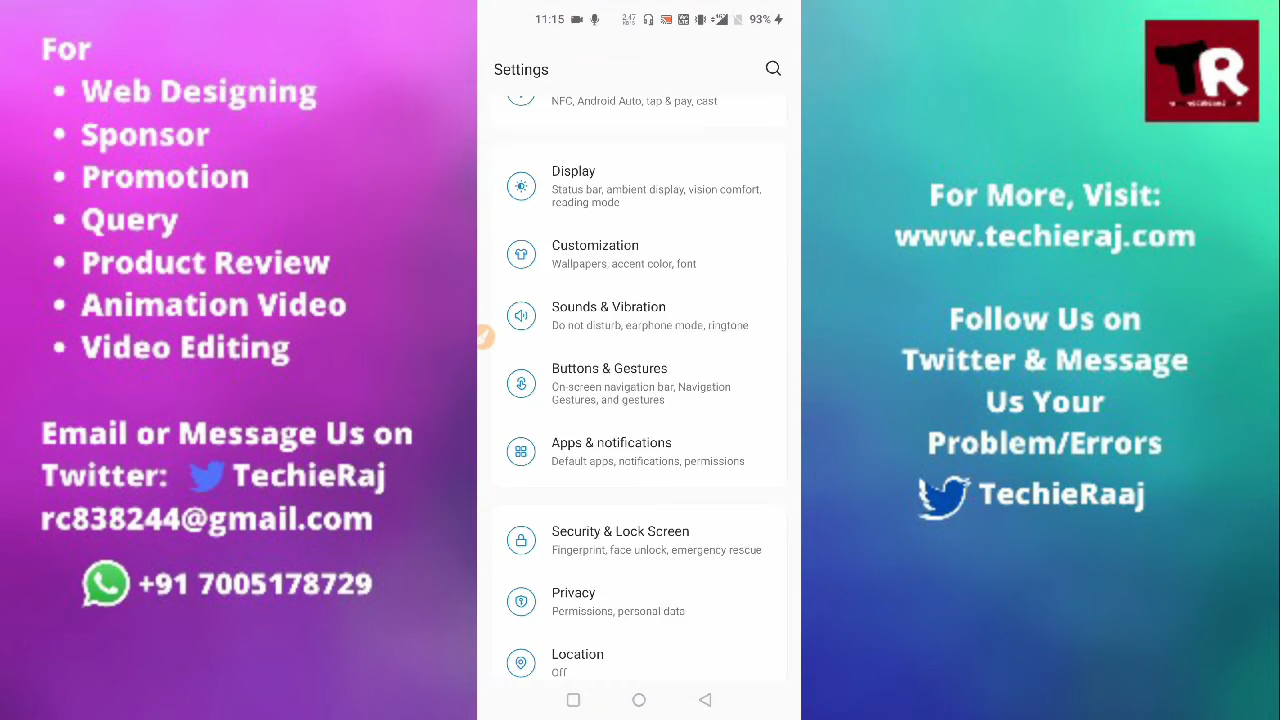 For
• Web Designing
• Sponsor
• Promotion
• Query
• Product Review
• Animation Video
• Video Editing
Email or Message Us on
Twitter: TechieRaj
rc838244@gmail.com
+91 7005178729
11:15
93%
Settings
NFC, Android Auto, tap & pay, cast
Display
Status bar, ambient display, vision comfort,
reading mode
Customization
Wallpapers, accent color, font
Sounds & Vibration
Do not disturb, earphone mode, ringtone
Buttons & Gestures
On-screen navigation bar, Navigation
Gestures, and gestures
Apps & notifications
Default apps, notifications, permissions
Security & Lock Screen
Fingerprint, face unlock, emergency rescue
Privacy
Permissions, personal data
Location
Off
TR
For More, Visit:
www.techieraj.com
Follow Us on
Twitter & Message
Us Your
Problem/Errors
TechieRaaj